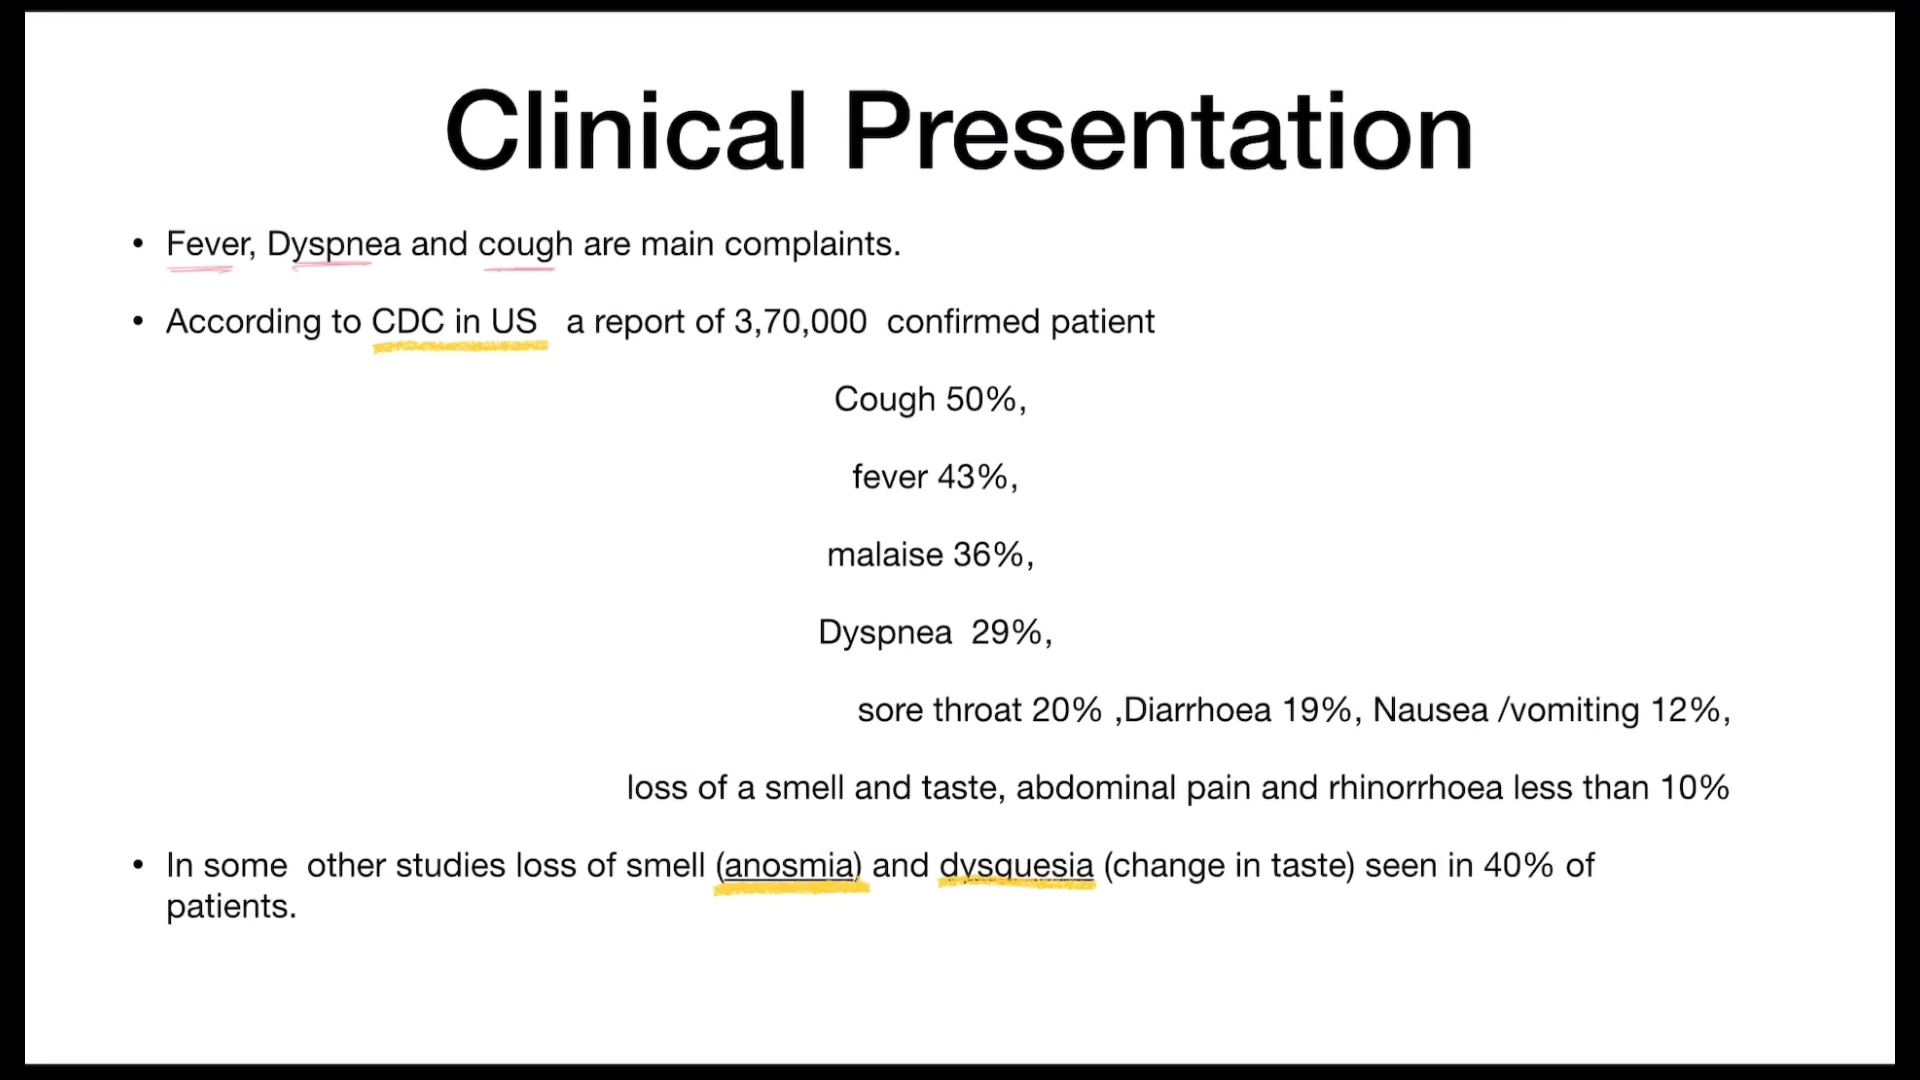 Clinical Presentation
• Fever, Dyspnea and cough are main complaints.
• According to CDC in US a report of 3,70,000 confirmed patient
Cough 50%,
fever 43%,
malaise 36%,
Dyspnea 29%,
sore throat 20% ,Diarrhoea 19%, Nausea /vomiting 12%,
loss of a smell and taste, abdominal pain and rhinorrhoea less than 10%
• In some other studies loss of smell (anosmia) and dysquesia (change in taste) seen in 40% of
patients.